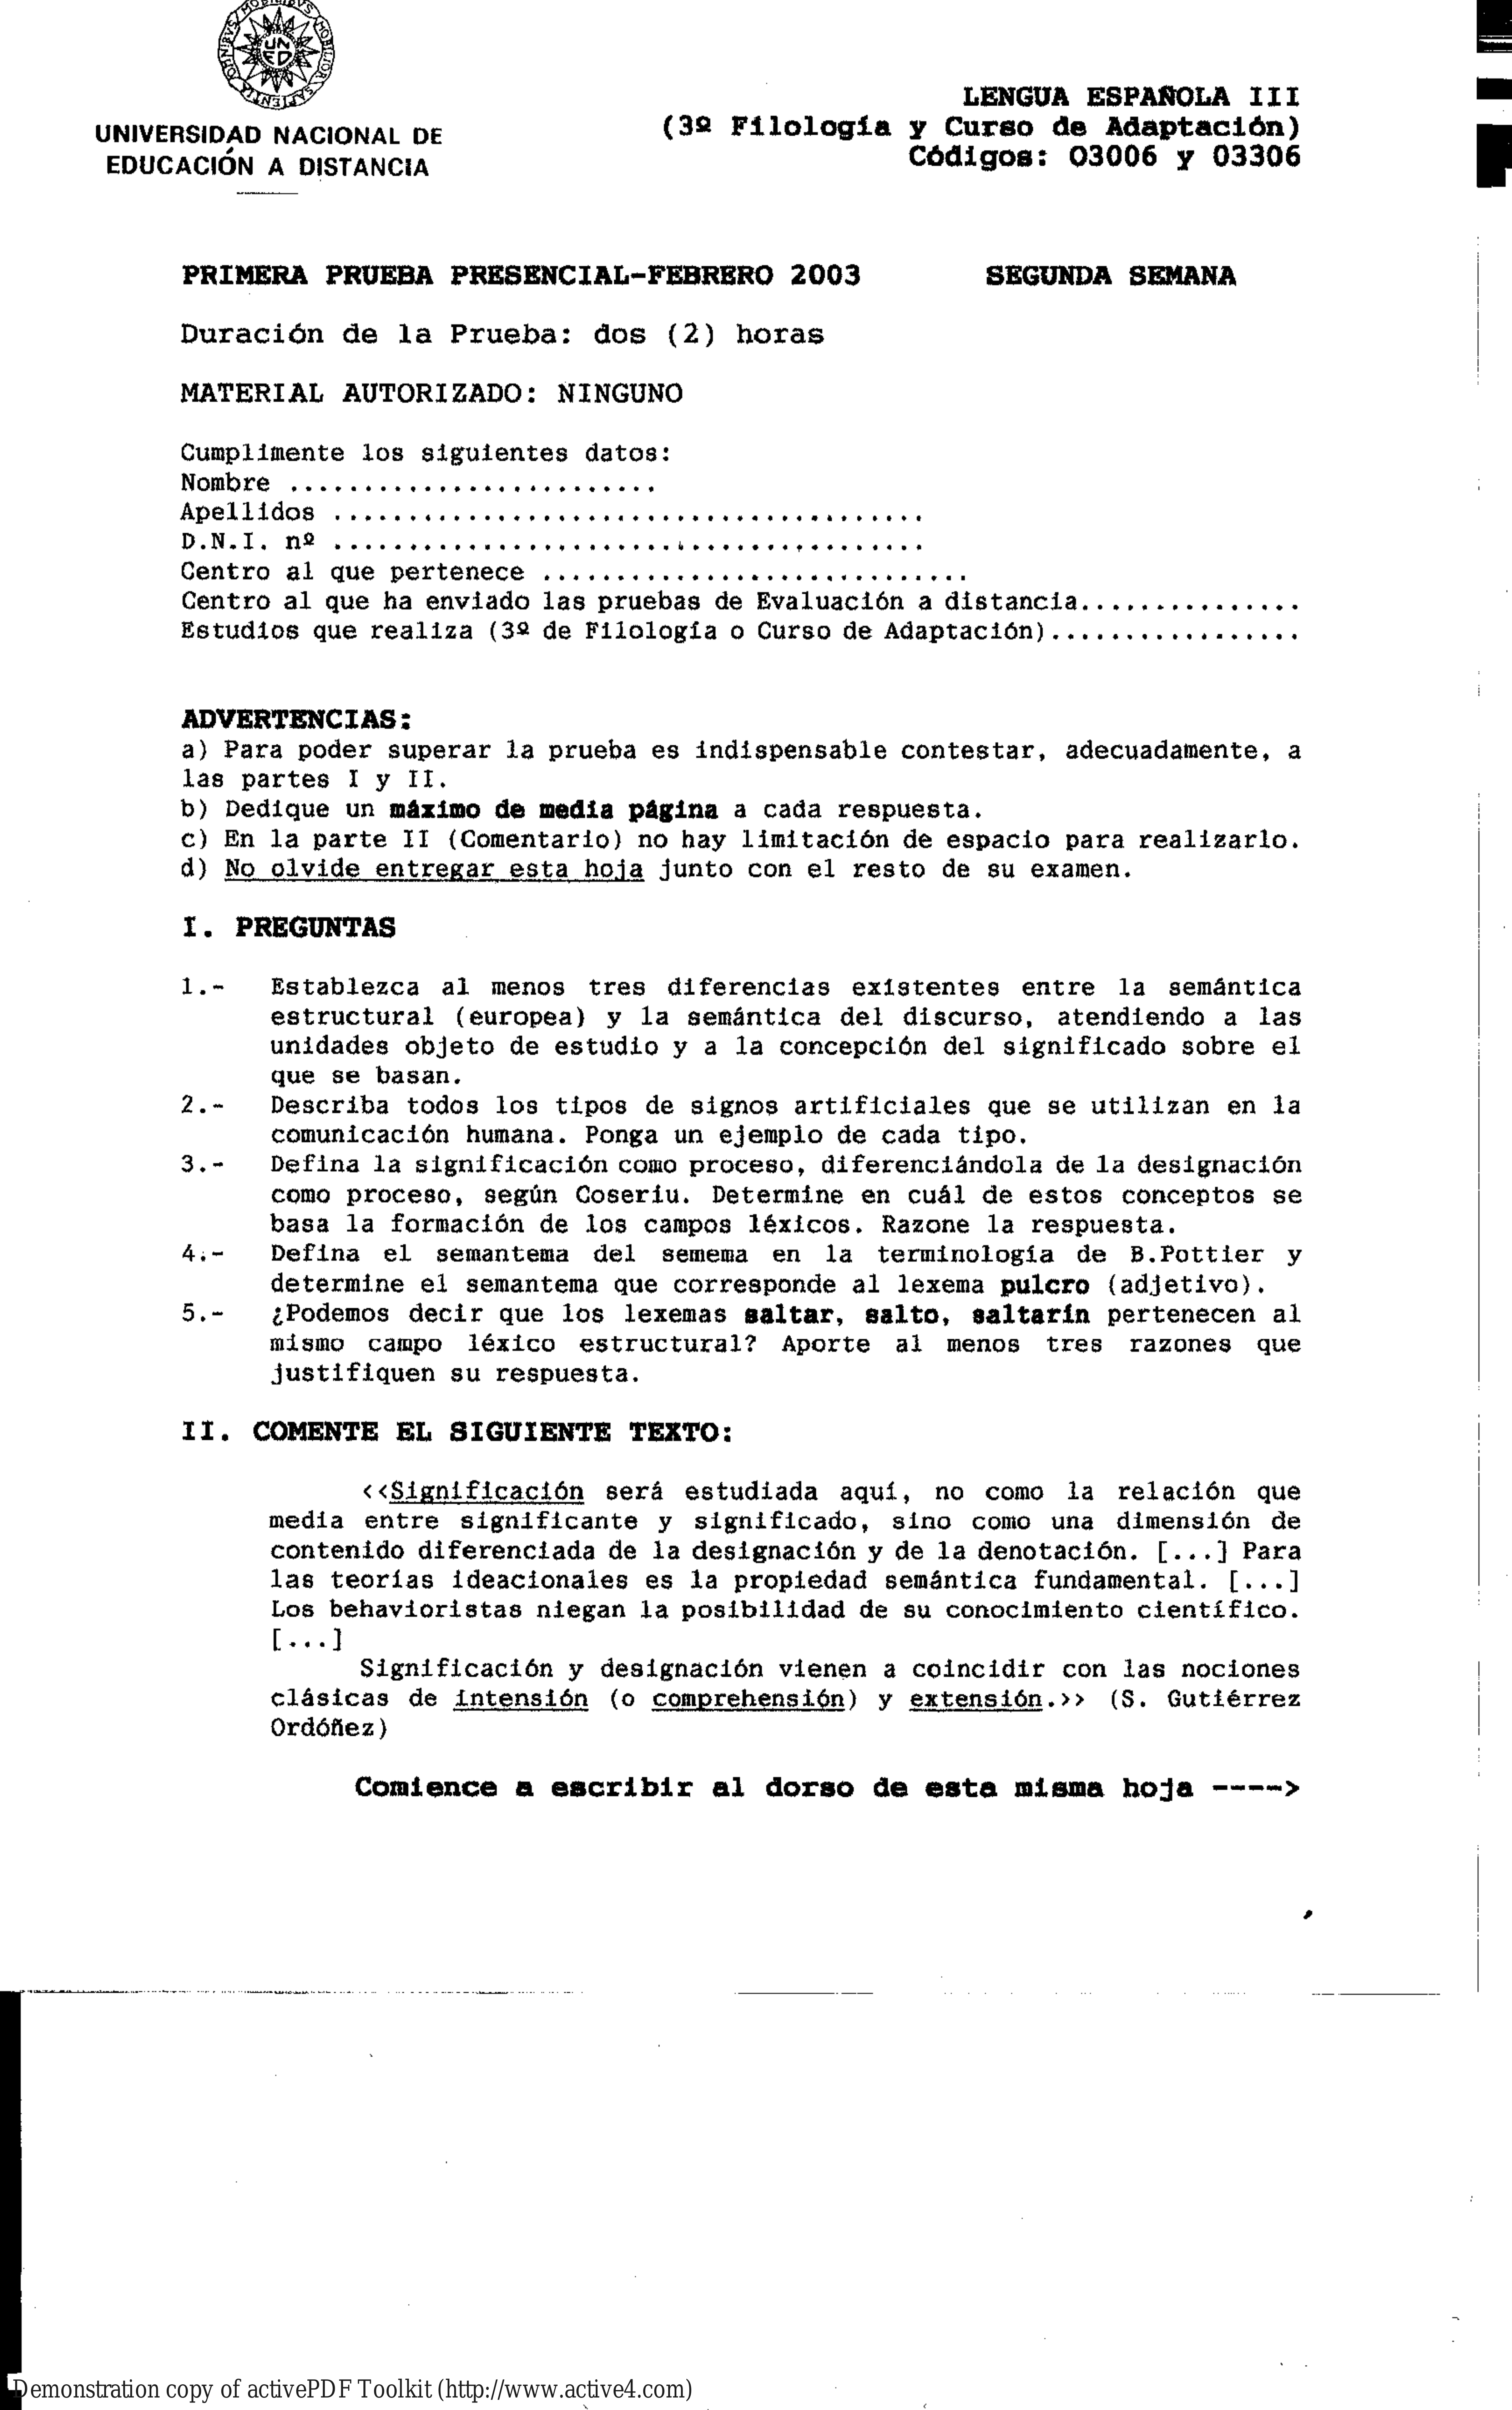 UN
ED
OMNIBVS MOBILIBVS MOBILIOR SAPIENTIA
UNIVERSIDAD NACIONAL DE
EDUCACIÓN A DISTANCIA
LENGUA ESPAÑOLA III
(3º Filología y Curso de Adaptación)
Códigos: 03006 y 03306
PRIMERA PRUEBA PRESENCIAL-FEBRERO 2003 SEGUNDA SEMANA
Duración de la Prueba: dos (2) horas
MATERIAL AUTORIZADO: NINGUNO
Cumplimente los siguientes datos:
Nombre .........................
Apellidos ........................................
D.N.I. nº ........................................
Centro al que pertenece .............................
Centro al que ha enviado las pruebas de Evaluación a distancia...............
Estudios que realiza (3º de Filología o Curso de Adaptación).................
ADVERTENCIAS:
a) Para poder superar la prueba es indispensable contestar, adecuadamente, a
las partes I y II.
b) Dedique un máximo de media página a cada respuesta.
c) En la parte II (Comentario) no hay limitación de espacio para realizarlo.
d) No olvide entregar esta hoja junto con el resto de su examen.
I. PREGUNTAS
1.- Establezca al menos tres diferencias existentes entre la semántica
estructural (europea) y la semántica del discurso, atendiendo a las
unidades objeto de estudio y a la concepción del significado sobre el
que se basan.
2.- Describa todos los tipos de signos artificiales que se utilizan en la
comunicación humana. Ponga un ejemplo de cada tipo.
3.- Defina la significación como proceso, diferenciándola de la designación
como proceso, según Coseriu. Determine en cuál de estos conceptos se
basa la formación de los campos léxicos. Razone la respuesta.
4.- Defina el semantema del semema en la terminología de B.Pottier y
determine el semantema que corresponde al lexema pulcro (adjetivo).
5.- ¿Podemos decir que los lexemas saltar, salto, saltarín pertenecen al
mismo campo léxico estructural? Aporte al menos tres razones que
justifiquen su respuesta.
II. COMENTE EL SIGUIENTE TEXTO:
<<Significación será estudiada aquí, no como la relación que
media entre significante y significado, sino como una dimensión de
contenido diferenciada de la designación y de la denotación. [...] Para
las teorías ideacionales es la propiedad semántica fundamental. [...]
Los behavioristas niegan la posibilidad de su conocimiento científico.
[...]
Significación y designación vienen a coincidir con las nociones
clásicas de intensión (o comprehensión) y extensión.>> (S. Gutiérrez
Ordóñez)
Comience a escribir al dorso de esta misma hoja ---->
Demonstration copy of activePDF Toolkit (http://www.active4.com)